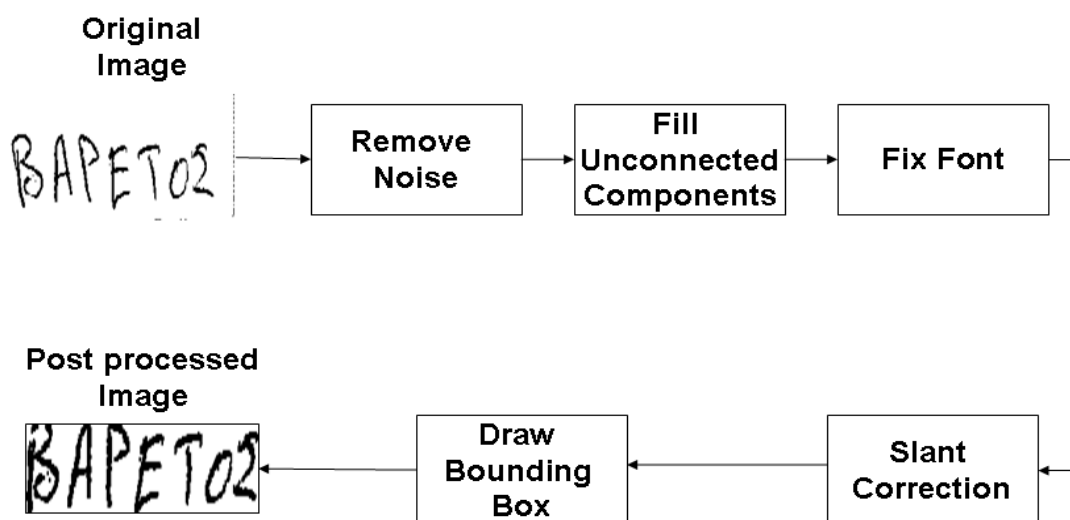 Original
Image
BAPETO2
Remove
Noise
Fill
Unconnected
Components
Fix Font
Slant
Correction
Draw
Bounding
Box
Post processed
Image
BAPETO2